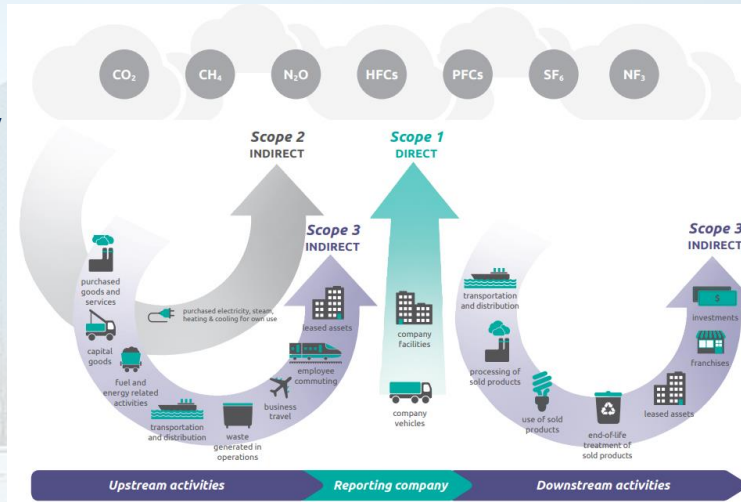 CO₂
CH₄
N₂O
HFCs
PFCs
SF₆
NF₃
Scope 2
INDIRECT
Scope 1
DIRECT
Scope 3
INDIRECT
Scope 3
INDIRECT
purchased
goods and
services
capital
goods
fuel and
energy related
activities
transportation
and distribution
waste
generated in
operations
business
travel
employee
commuting
leased assets
purchased electricity, steam,
heating & cooling for own use
company
facilities
company
vehicles
transportation
and distribution
processing of
sold products
use of sold
products
end-of-life
treatment of
sold products
leased assets
franchises
$
investments
Upstream activities
Reporting company
Downstream activities